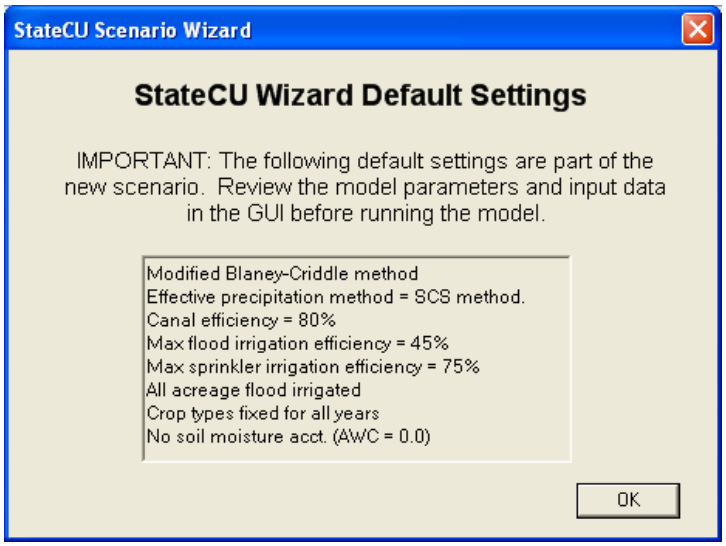 StateCU Scenario Wizard
StateCU Wizard Default Settings
IMPORTANT: The following default settings are part of the
new scenario.  Review the model parameters and input data
in the GUI before running the model.
Modified Blaney-Criddle method
Effective precipitation method = SCS method.
Canal efficiency = 80%
Max flood irrigation efficiency = 45%
Max sprinkler irrigation efficiency = 75%
All acreage flood irrigated
Crop types fixed for all years
No soil moisture acct. (AWC = 0.0)
OK